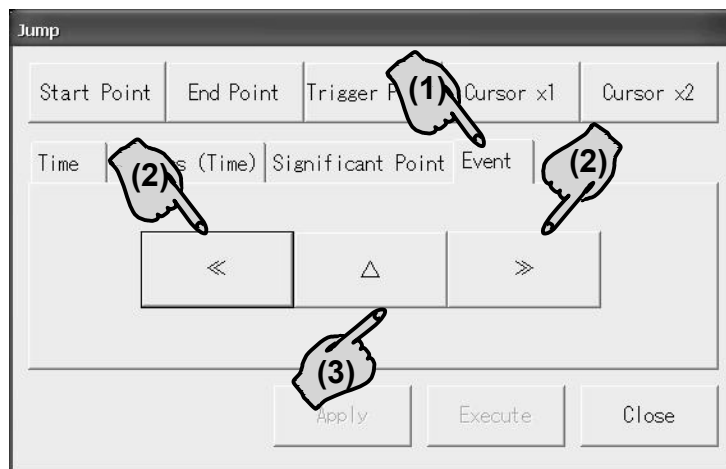 Jump
Start Point End Point Trigger P (1) Cursor x1 Cursor x2
Time (2) s (Time) Significant Point Event (2)
≪ △ ≫
(3)
Apply Execute Close